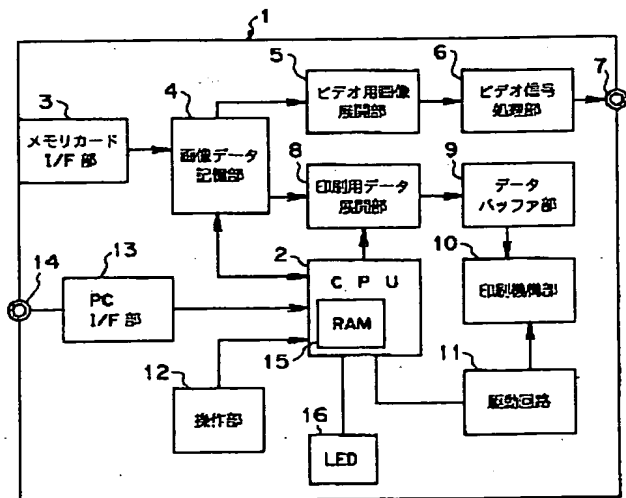 1
3
メモリカード
I/F部
4
画像データ
記憶部
5
ビデオ用画像
展開部
6
ビデオ信号
処理部
7
8
印刷用データ
展開部
9
データ
バッファ部
10
印刷機構部
2
CPU
RAM
15
13
PC
I/F部
14
12
操作部
16
LED
11
駆動回路